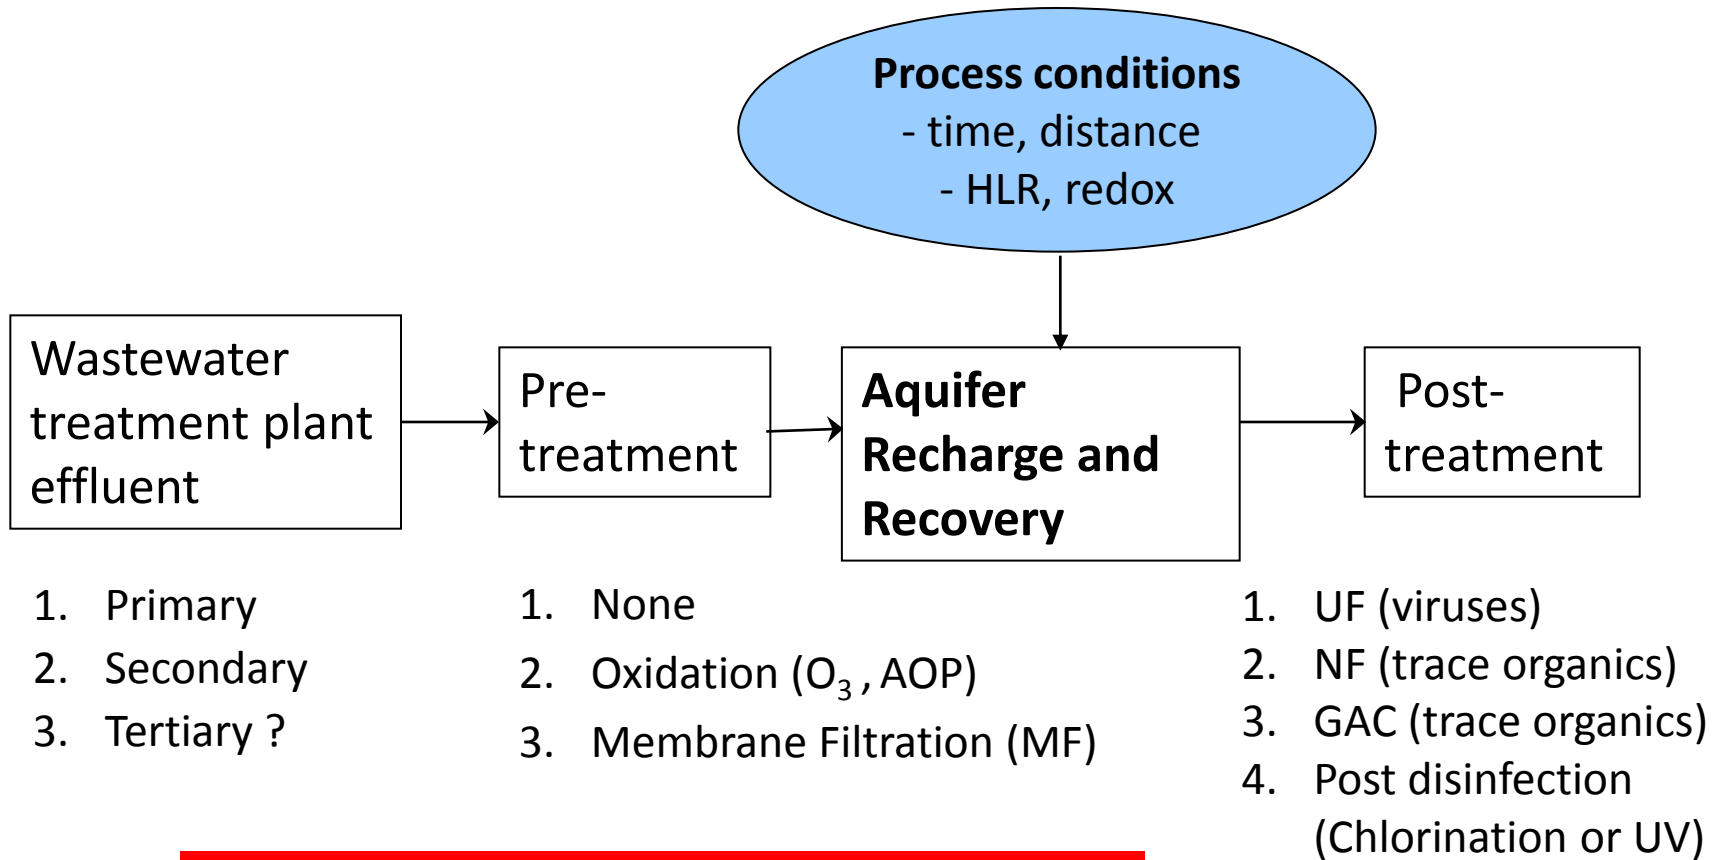 Process conditions
- time, distance
- HLR, redox
Wastewater
treatment plant
effluent
Pre-
treatment
Aquifer
Recharge and
Recovery
Post-
treatment
1. Primary
2. Secondary
3. Tertiary ?
1. None
2. Oxidation (O₃ , AOP)
3. Membrane Filtration (MF)
1. UF (viruses)
2. NF (trace organics)
3. GAC (trace organics)
4. Post disinfection
(Chlorination or UV)